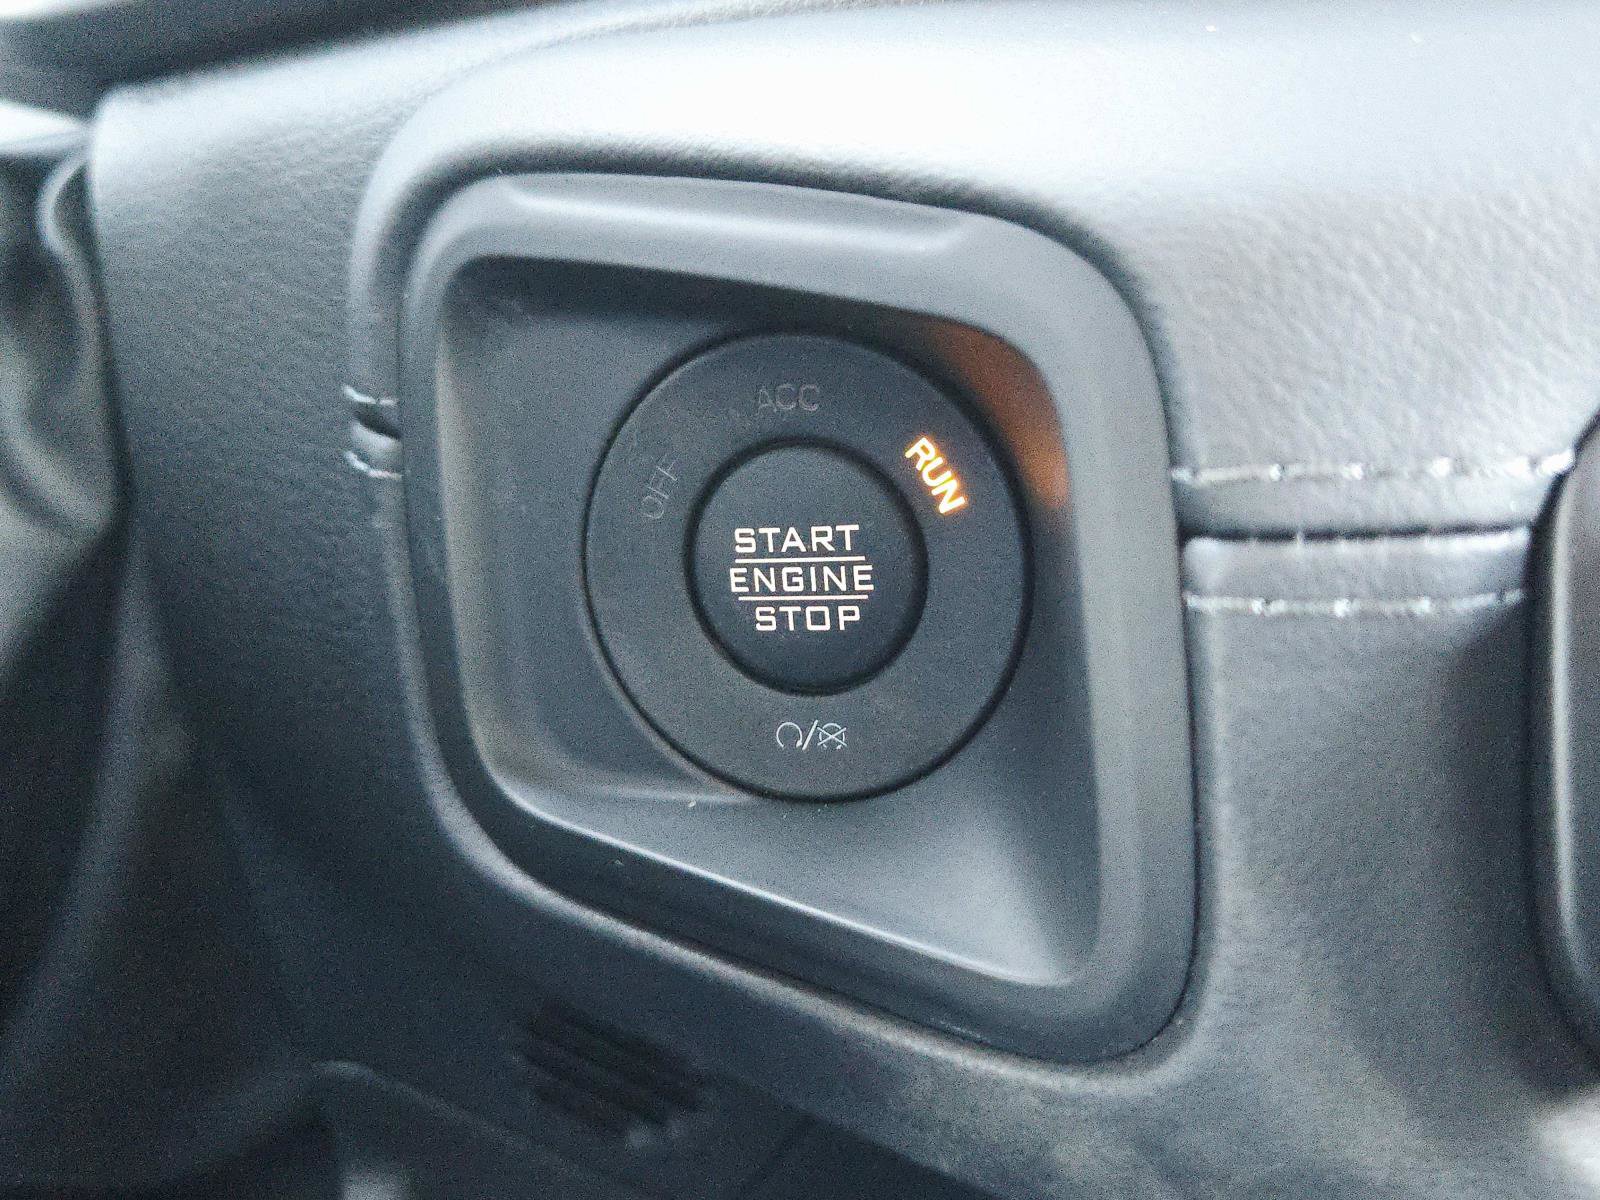 ACC
OFF
RUN
START
ENGINE
STOP